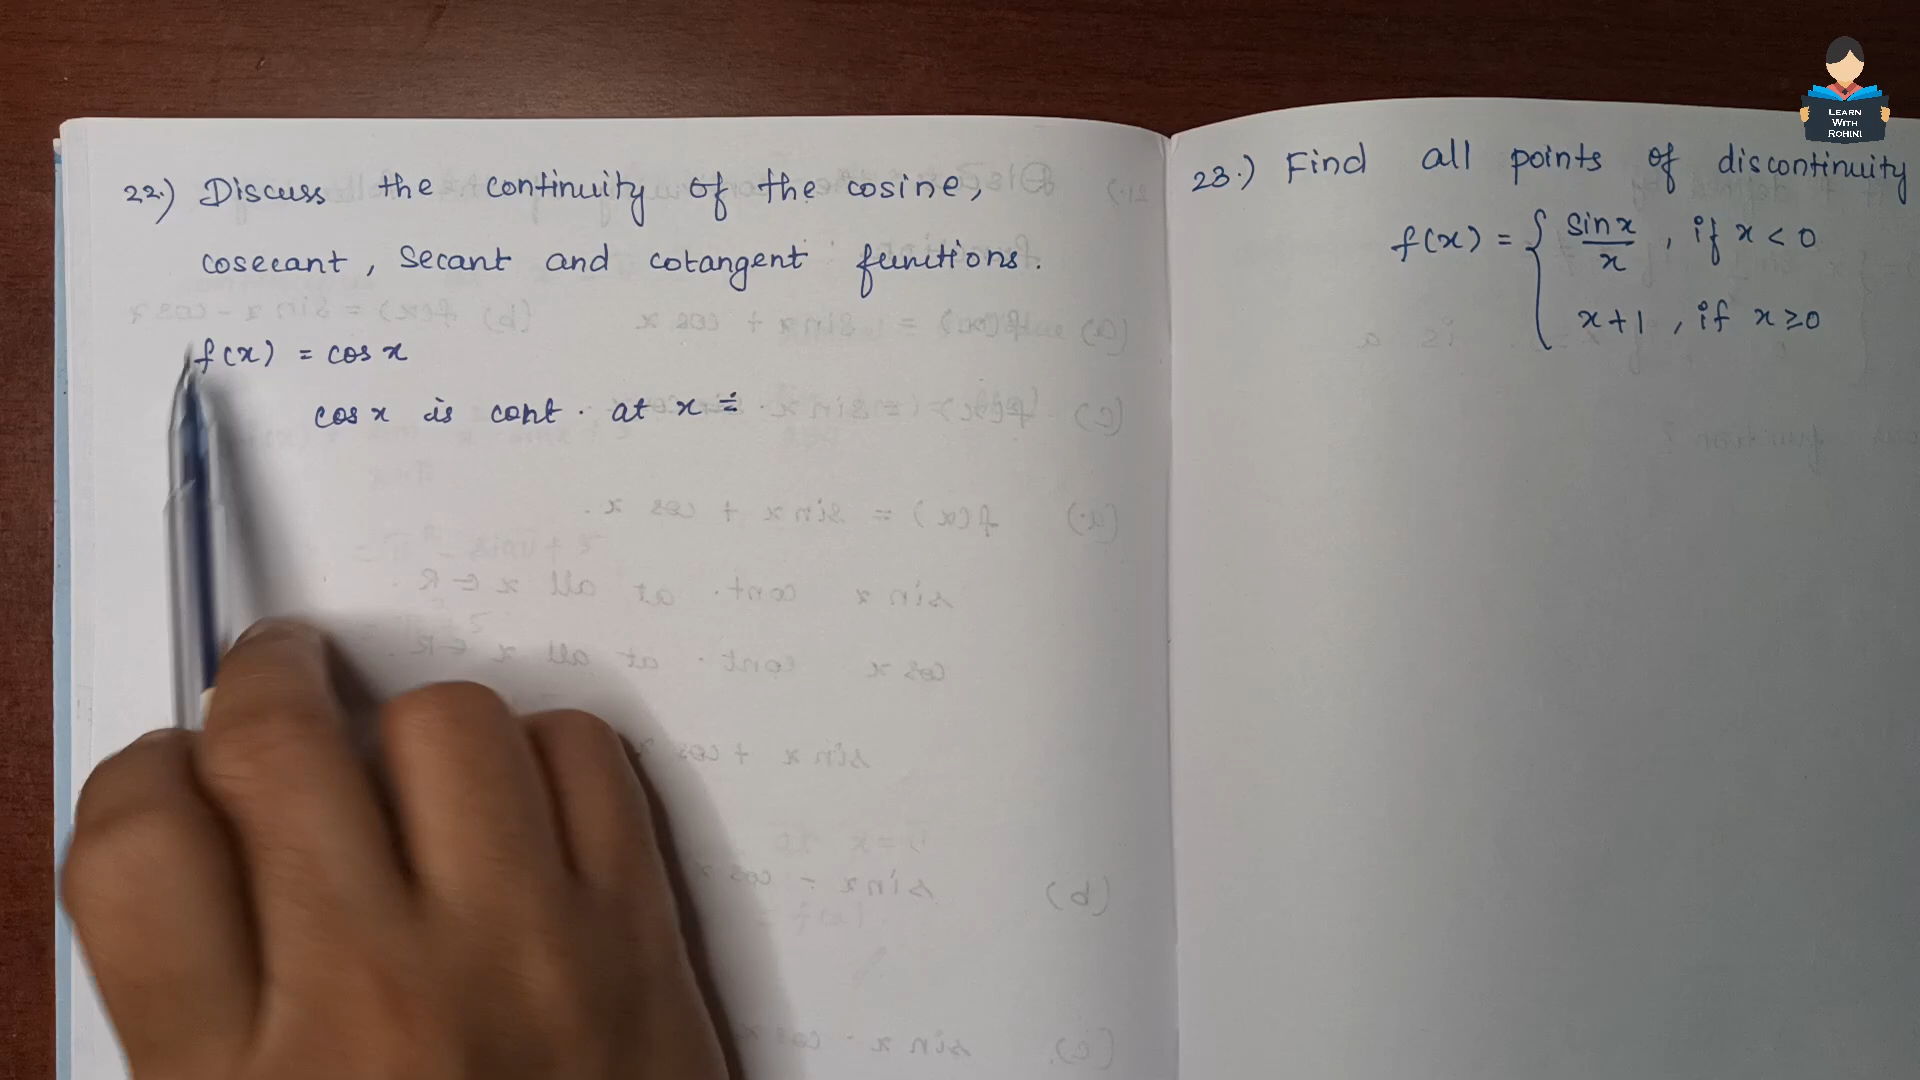 22.) Discuss the continuity of the cosine,
cosecant, secant and cotangent functions.
f(x) = cos x
cos x is cont. at x =
23.) Find all points of discontinuity
f(x) = { sin x / x , if x < 0
x+1 , if x ≥ 0
LEARN
WITH
ROHINI